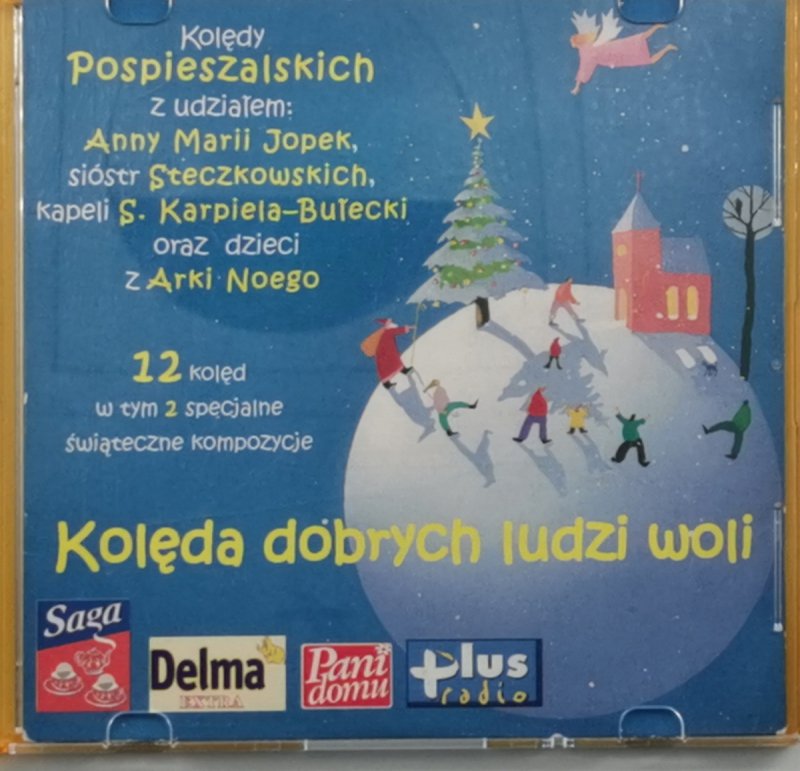 Kolędy
Pospieszalskich
z udziałem:
Anny Marii Jopek,
sióstr Steczkowskich,
kapeli S. Karpiela-Bułecki
oraz dzieci
z Arki Noego
12 kolęd
w tym 2 specjalne
świąteczne kompozycje
Kolęda dobrych ludzi woli
Saga
Delma
EXTRA
Pani
domu
plus
radio